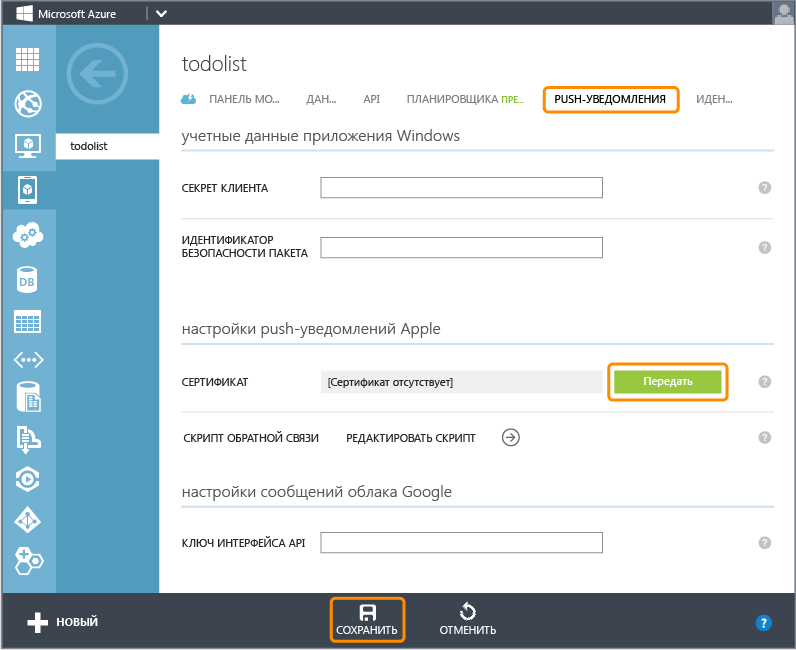 Microsoft Azure
todolist
ПАНЕЛЬ МО... ДАН... API ПЛАНИРОВЩИКА ПРЕ... PUSH-УВЕДОМЛЕНИЯ ИДЕН...
учетные данные приложения Windows
todolist
СЕКРЕТ КЛИЕНТА ?
ИДЕНТИФИКАТОР
БЕЗОПАСНОСТИ ПАКЕТА ?
DB
настройки push-уведомлений Apple
СЕРТИФИКАТ [Сертификат отсутствует] Передать ?
СКРИПТ ОБРАТНОЙ СВЯЗИ РЕДАКТИРОВАТЬ СКРИПТ ?
настройки сообщений облака Google
КЛЮЧ ИНТЕРФЕЙСА API ?
НОВЫЙ СОХРАНИТЬ ОТМЕНИТЬ ?